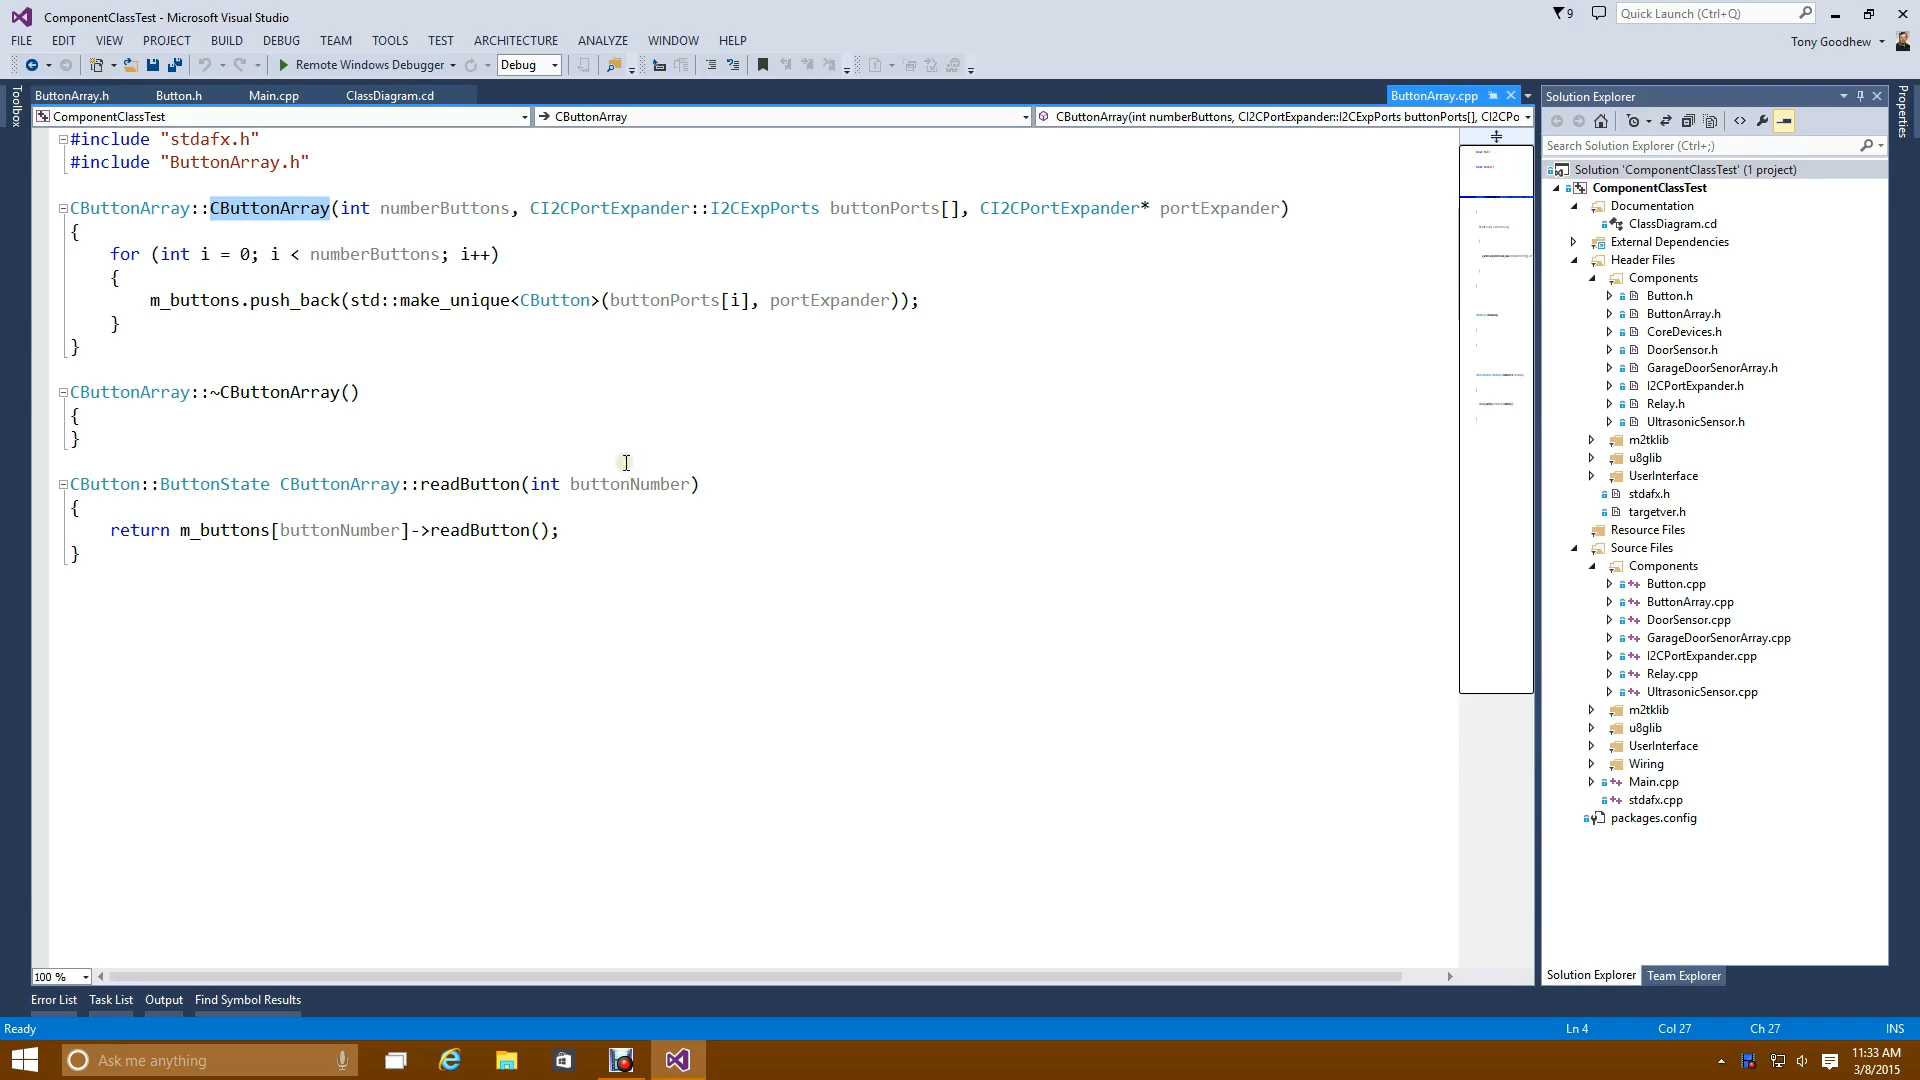 ComponentClassTest - Microsoft Visual Studio
9
Quick Launch (Ctrl+Q)
FILE EDIT VIEW PROJECT BUILD DEBUG TEAM TOOLS TEST ARCHITECTURE ANALYZE WINDOW HELP
Tony Goodhew
Remote Windows Debugger
Debug
Toolbox
ButtonArray.h Button.h Main.cpp ClassDiagram.cd ButtonArray.cpp
ComponentClassTest
CButtonArray
CButtonArray(int numberButtons, CI2CPortExpander::I2CExpPorts buttonPorts[], CI2CPo
#include "stdafx.h"
#include "ButtonArray.h"
CButtonArray::CButtonArray(int numberButtons, CI2CPortExpander::I2CExpPorts buttonPorts[], CI2CPortExpander* portExpander)
{
for (int i = 0; i < numberButtons; i++)
{
m_buttons.push_back(std::make_unique<CButton>(buttonPorts[i], portExpander));
}
}
CButtonArray::~CButtonArray()
{
}
CButton::ButtonState CButtonArray::readButton(int buttonNumber)
{
return m_buttons[buttonNumber]->readButton();
}
100 %
Solution Explorer
Search Solution Explorer (Ctrl+;)
Solution 'ComponentClassTest' (1 project)
ComponentClassTest
Documentation
ClassDiagram.cd
External Dependencies
Header Files
Components
Button.h
ButtonArray.h
CoreDevices.h
DoorSensor.h
GarageDoorSenorArray.h
I2CPortExpander.h
Relay.h
UltrasonicSensor.h
m2tklib
u8glib
UserInterface
stdafx.h
targetver.h
Resource Files
Source Files
Components
Button.cpp
ButtonArray.cpp
DoorSensor.cpp
GarageDoorSenorArray.cpp
I2CPortExpander.cpp
Relay.cpp
UltrasonicSensor.cpp
m2tklib
u8glib
UserInterface
Wiring
Main.cpp
stdafx.cpp
packages.config
Solution Explorer Team Explorer
Properties
Error List Task List Output Find Symbol Results
Ready
Ln 4 Col 27 Ch 27 INS
Ask me anything
11:33 AM
3/8/2015